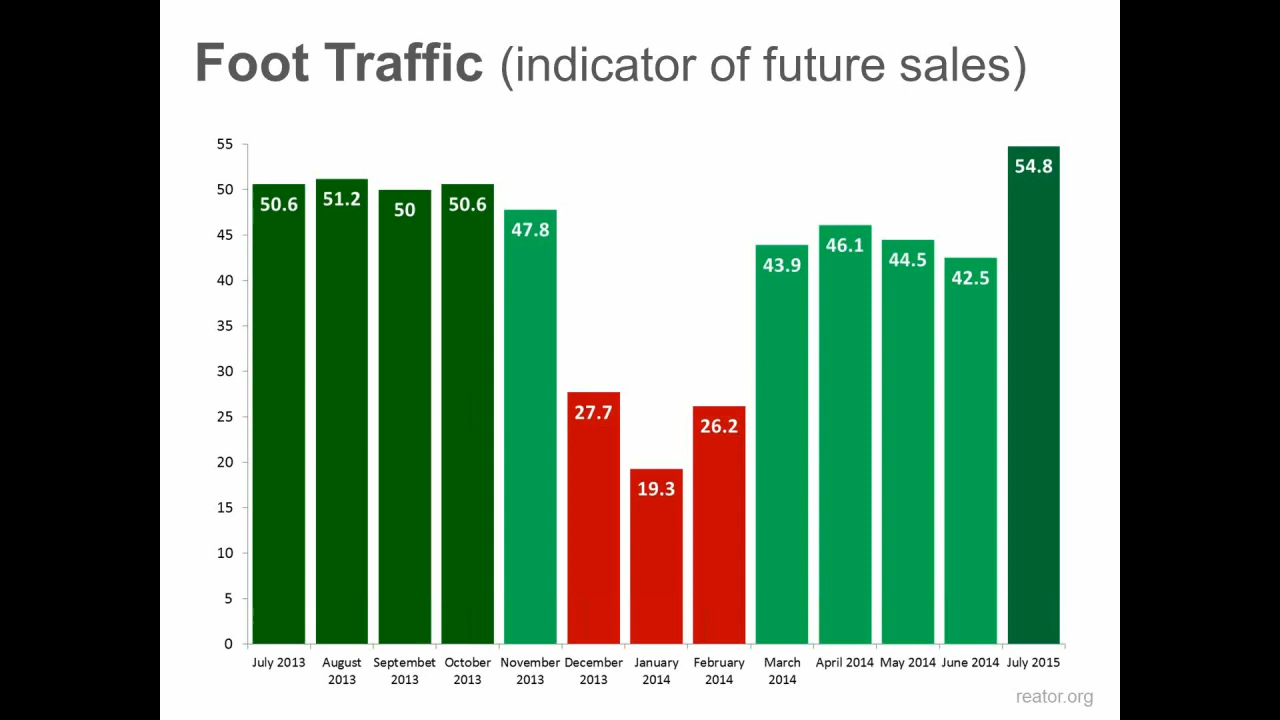 Foot Traffic (indicator of future sales)
55
50
45
40
35
30
25
20
15
10
5
0
50.6
51.2
50
50.6
47.8
27.7
19.3
26.2
43.9
46.1
44.5
42.5
54.8
July 2013
August
2013
Septembet
2013
October
2013
November
2013
December
2013
January
2014
February
2014
March
2014
April 2014
May 2014
June 2014
July 2015
reator.org